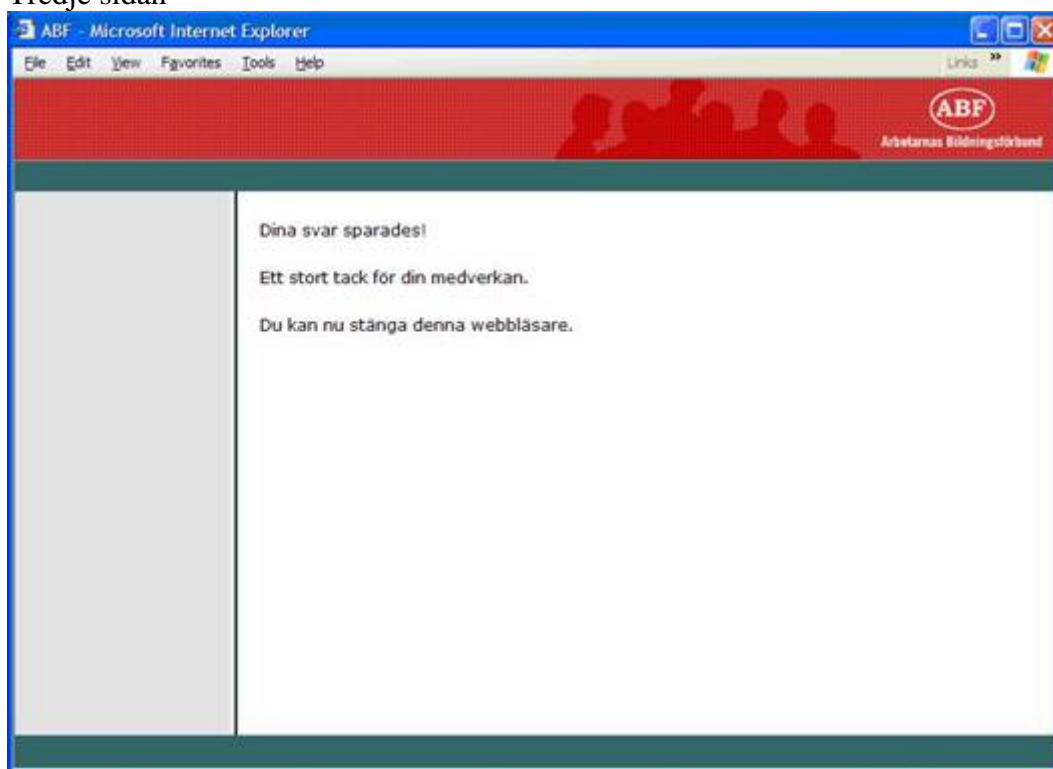 Tredje sidan
ABF - Microsoft Internet Explorer
File Edit View Favorites Tools Help
Links »
ABF
Arbetarnas Bildningsförbund
Dina svar sparades!
Ett stort tack för din medverkan.
Du kan nu stänga denna webbläsare.